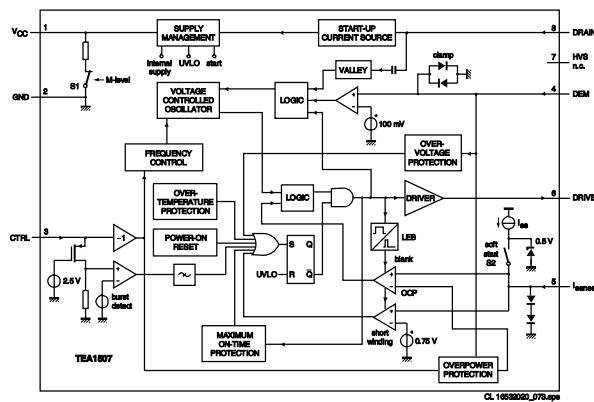 VCC 1
SUPPLY MANAGEMENT
START-UP CURRENT SOURCE
8 DRAIN
internal supply
UVLO
start
VALLEY
clamp
7 HVS n.c.
S1
M-level
GND 2
VOLTAGE CONTROLLED OSCILLATOR
LOGIC
100 mV
4 DEM
FREQUENCY CONTROL
OVER-VOLTAGE PROTECTION
OVER-TEMPERATURE PROTECTION
LOGIC
DRIVER
6 DRIVER
CTRL 3
−1
POWER-ON RESET
S Q
UVLO R Q
LEB
blank
Iss
soft start S2
0.5 V
2.5 V
burst detect
OCP
5 Isense
short winding
0.75 V
MAXIMUM ON-TIME PROTECTION
TEA1507
OVERPOWER PROTECTION
CL 16532020_073.eps